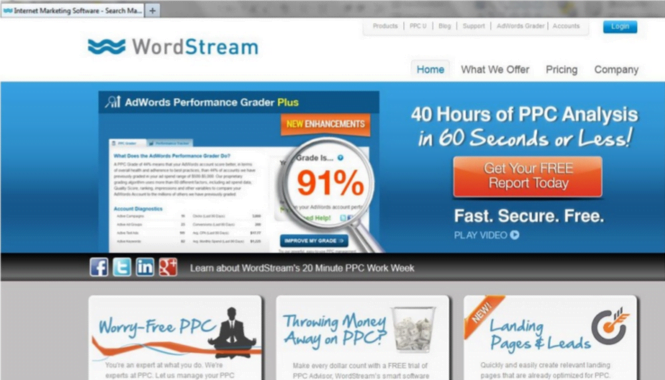 Internet Marketing Software - Search Ma...
Products | PPC U | Blog | Support | AdWords Grader | Accounts
Login
WordStream
Home What We Offer Pricing Company
AdWords Performance Grader Plus
NEW ENHANCEMENTS
What Does the AdWords Performance Grader Do?
Account Diagnostics
Grade Is...
91%
IMPROVE MY GRADE
40 Hours of PPC Analysis
in 60 Seconds or Less!
Get Your FREE
Report Today
Fast. Secure. Free.
PLAY VIDEO
Learn about WordStream's 20 Minute PPC Work Week
Worry-Free PPC
You're an expert at what you do. We're
experts at PPC. Let us manage your PPC
Throwing Money
Away on PPC?
Make every dollar count with a FREE trial of
PPC Advisor, WordStream's smart software
NEW!
Landing
Pages & Leads
Quickly and easily create relevant landing
pages that are already optimized for PPC.